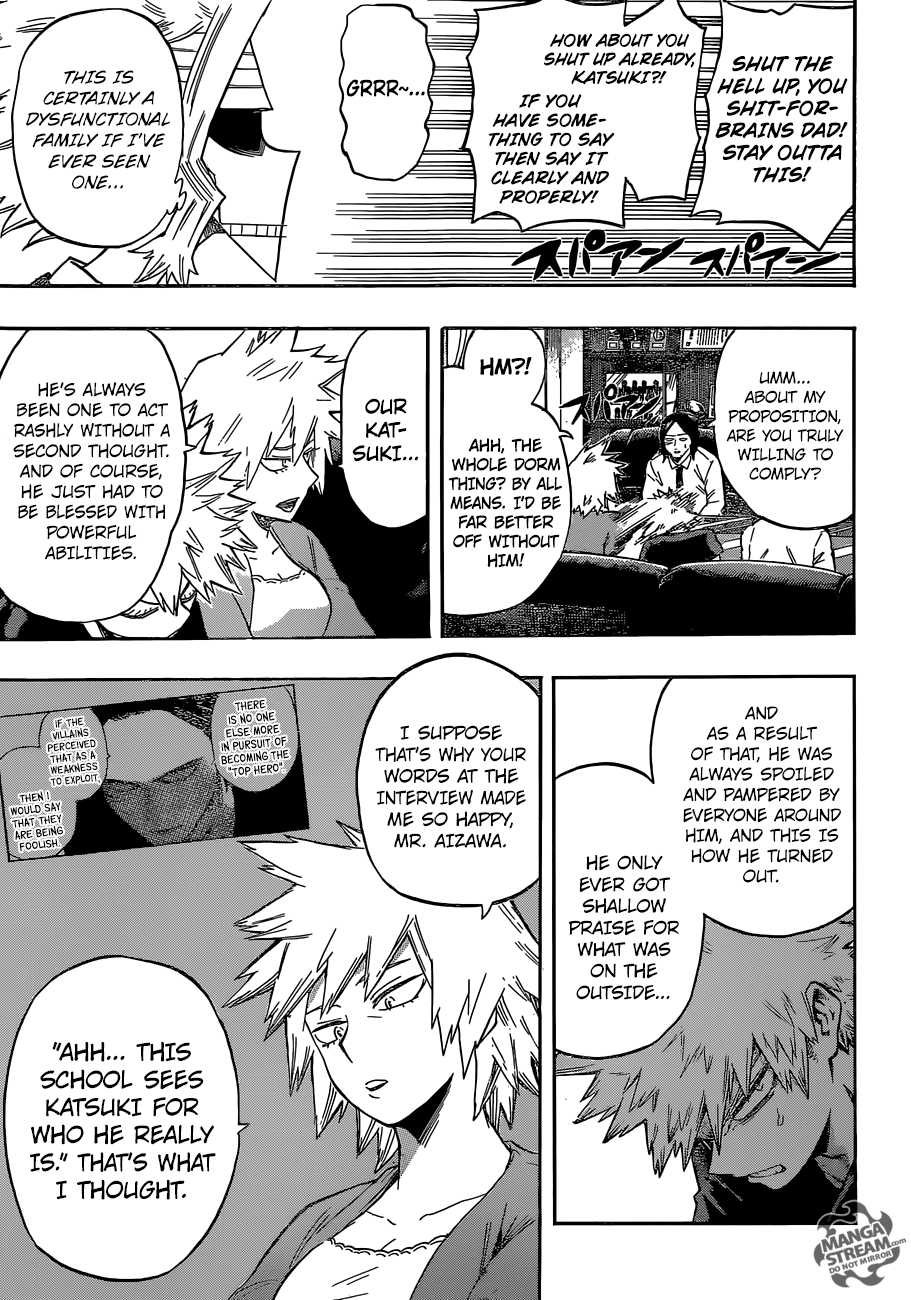 SHUT THE
HELL UP, YOU
SHIT-FOR-
BRAINS DAD!
STAY OUTTA
THIS!
HOW ABOUT YOU
SHUT UP ALREADY,
KATSUKI?!
IF YOU
HAVE SOME-
THING TO SAY
THEN SAY IT
CLEARLY AND
PROPERLY!
スパアン
スパアン
GRRR~...
THIS IS
CERTAINLY A
DYSFUNCTIONAL
FAMILY IF I'VE
EVER SEEN
ONE...
UMM...
ABOUT MY
PROPOSITION,
ARE YOU TRULY
WILLING TO
COMPLY?
スパアン
HM?!
AHH, THE
WHOLE DORM
THING? BY ALL
MEANS. I'D BE
FAR BETTER
OFF WITHOUT
HIM!
OUR
KAT-
SUKI...
HE'S ALWAYS
BEEN ONE TO ACT
RASHLY WITHOUT A
SECOND THOUGHT.
AND OF COURSE,
HE JUST HAD TO
BE BLESSED WITH
POWERFUL
ABILITIES.
AND
AS A RESULT
OF THAT, HE WAS
ALWAYS SPOILED
AND PAMPERED BY
EVERYONE AROUND
HIM, AND THIS IS
HOW HE TURNED
OUT.
HE ONLY
EVER GOT
SHALLOW
PRAISE FOR
WHAT WAS
ON THE
OUTSIDE...
I SUPPOSE
THAT'S WHY YOUR
WORDS AT THE
INTERVIEW MADE
ME SO HAPPY,
MR. AIZAWA.
THERE
IS NO ONE
ELSE MORE
IN PURSUIT OF
BECOMING THE
"TOP HERO".
IF THE
VILLAINS
PERCEIVED
THAT AS A
WEAKNESS
TO EXPLOIT,
THEN I
WOULD SAY
THAT THEY
ARE BEING
FOOLISH.
"AHH... THIS
SCHOOL SEES
KATSUKI FOR
WHO HE REALLY
IS." THAT'S WHAT
I THOUGHT.
MANGA
STREAM.com
DO NOT MIRROR